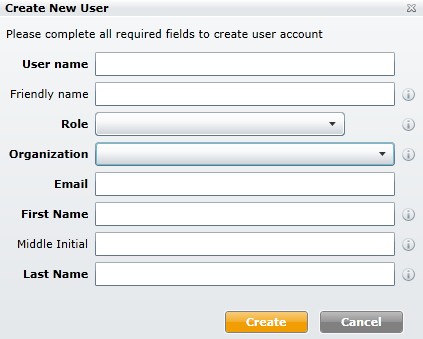 Create New User
Please complete all required fields to create user account
User name
Friendly name
Role
Organization
Email
First Name
Middle Initial
Last Name
Create Cancel